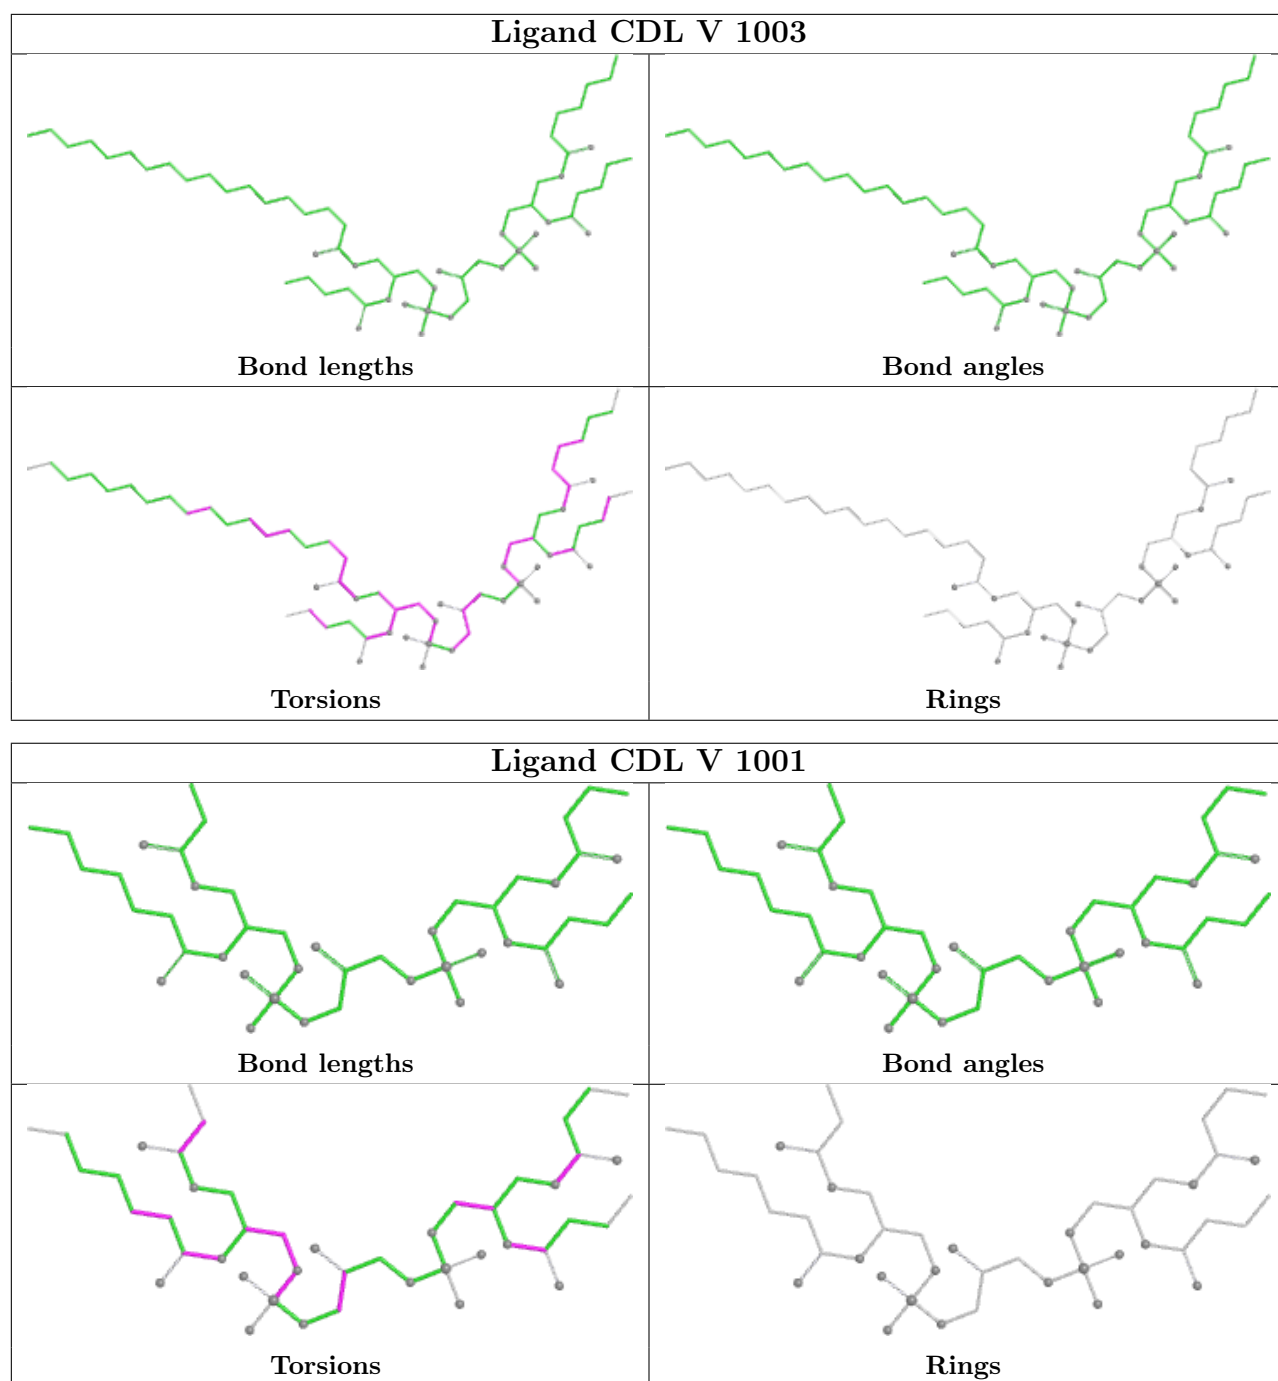 Ligand CDL V 1003
Bond lengths
Bond angles
Torsions
Rings
Ligand CDL V 1001
Bond lengths
Bond angles
Torsions
Rings